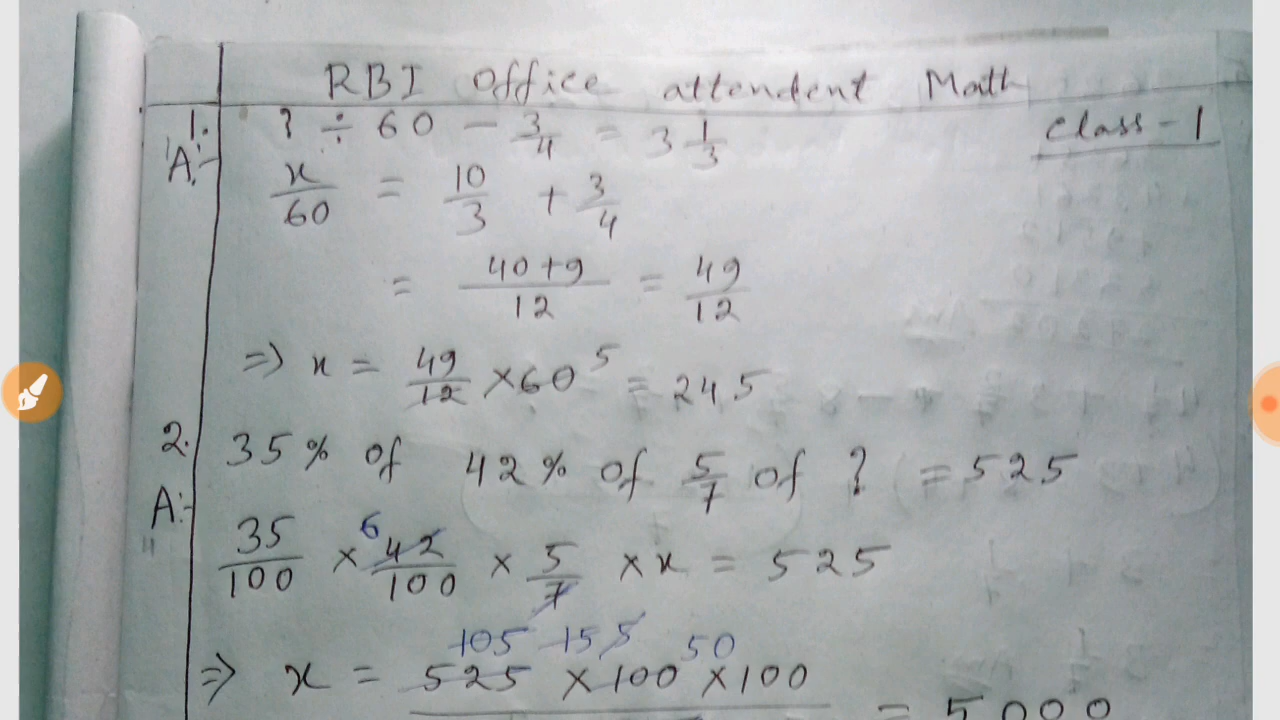 RBI Office attendent Math
Class - 1
1. ? ÷ 60 - 3/4 = 3 1/3
A:- x/60 = 10/3 + 3/4
= 40+9/12 = 49/12
=> x = 49/12 × 60 5 = 245
2. 35% of 42% of 5/7 of ? = 525
A:- 35/100 × 6 42/100 × 5/7 × x = 525
105 15 5 50
=> x = 525 × 100 × 100 = 5000